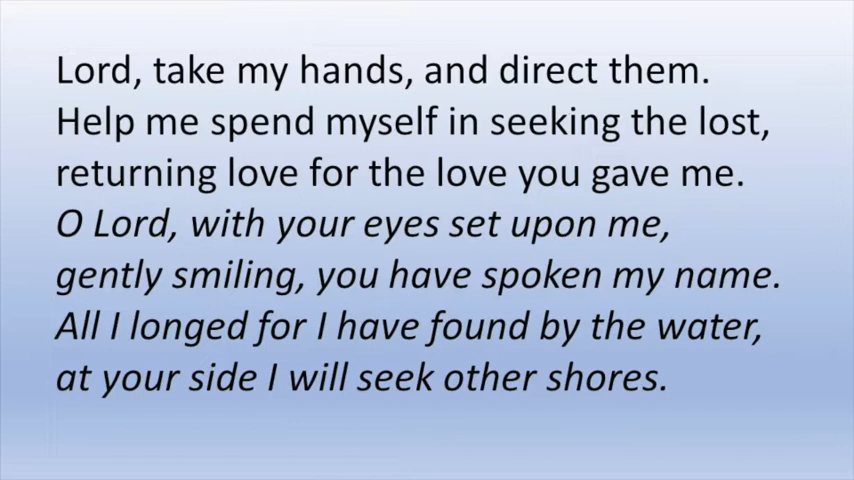 Lord, take my hands, and direct them.
Help me spend myself in seeking the lost,
returning love for the love you gave me.
O Lord, with your eyes set upon me,
gently smiling, you have spoken my name.
All I longed for I have found by the water,
at your side I will seek other shores.